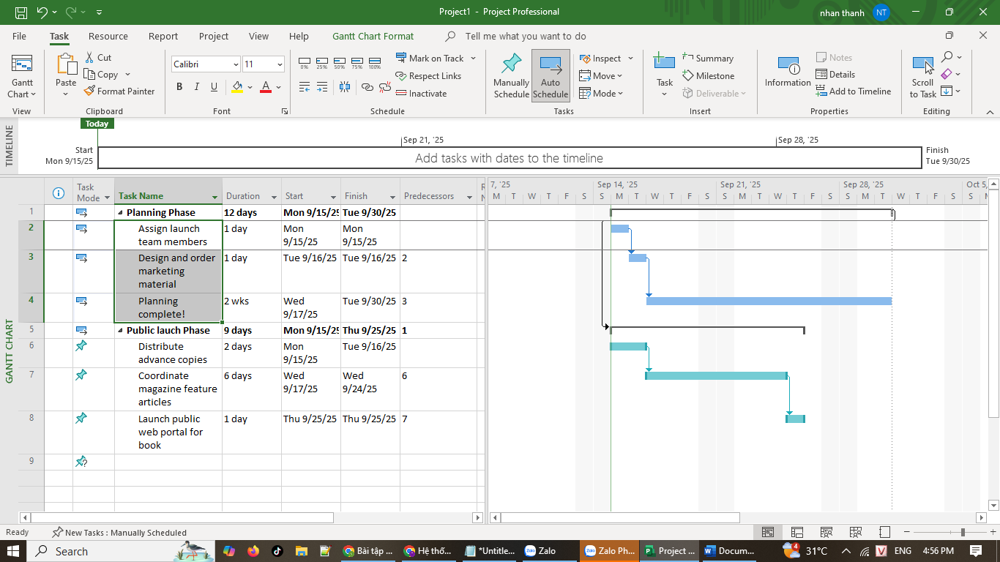 Project1 - Project Professional
nhan thanh
NT
File Task Resource Report Project View Help Gantt Chart Format Tell me what you want to do
Gantt
Chart
View
Paste
Cut
Copy
Format Painter
Clipboard
Calibri 11
B I U A
Font
0% 25% 50% 75% 100%
Mark on Track
Respect Links
Inactivate
Schedule
Manually
Schedule
Auto
Schedule
Inspect
Move
Mode
Tasks
Task
Summary
Milestone
Deliverable
Insert
Information
Notes
Details
Add to Timeline
Properties
Scroll
to Task
Editing
TIMELINE
Today
Sep 21, '25 Sep 28, '25
Start
Mon 9/15/25
Add tasks with dates to the timeline
Finish
Tue 9/30/25
GANTT CHART
Task
Mode
Task Name Duration Start Finish Predecessors
R
N
7, '25 Sep 14, '25 Sep 21, '25 Sep 28, '25 Oct 5,
M T W T F S S M T W T F S S M T W T F S S M T W T F S S M
1 Planning Phase 12 days Mon 9/15/25 Tue 9/30/25
2 Assign launch
team members
1 day Mon
9/15/25
Mon
9/15/25
3 Design and order
marketing
material
1 day Tue 9/16/25 Tue 9/16/25 2
4 Planning
complete!
2 wks Wed
9/17/25
Tue 9/30/25 3
5 Public lauch Phase 9 days Mon 9/15/25 Thu 9/25/25 1
6 Distribute
advance copies
2 days Mon
9/15/25
Tue 9/16/25
7 Coordinate
magazine feature
articles
6 days Wed
9/17/25
Wed
9/24/25
6
8 Launch public
web portal for
book
1 day Thu 9/25/25 Thu 9/25/25 7
9
Ready New Tasks : Manually Scheduled
Search
Bài tập ...
Hệ thố...
*Untitle...
Zalo
Zalo Ph...
Project ...
Docum...
4
31°C
V
ENG
4:56 PM